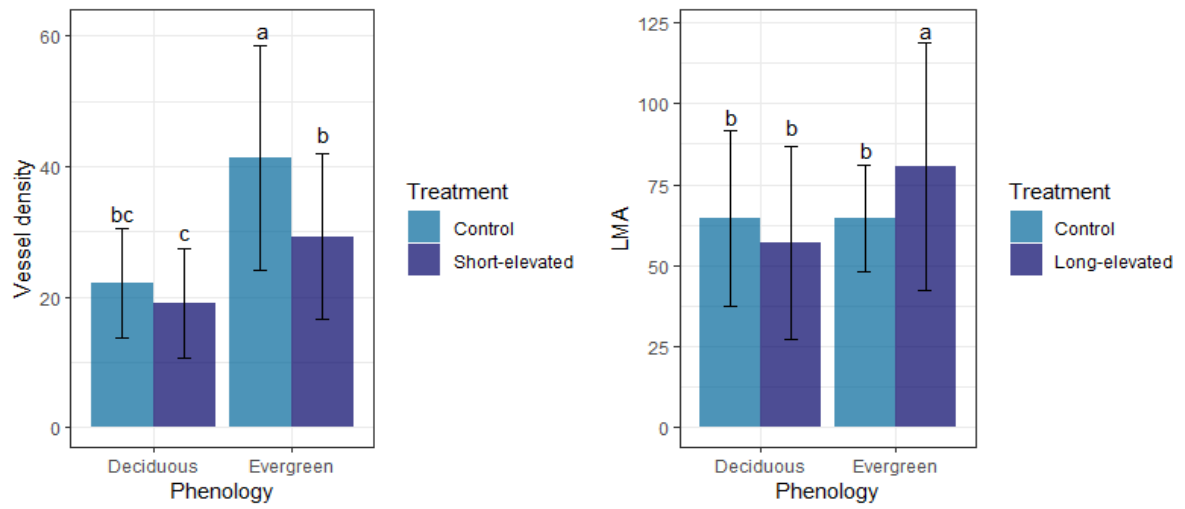 60
40
20
0
Vessel density
bc
c
a
b
Deciduous
Evergreen
Phenology
Treatment
Control
Short-elevated
125
100
75
50
25
0
LMA
b
b
b
a
Deciduous
Evergreen
Phenology
Treatment
Control
Long-elevated